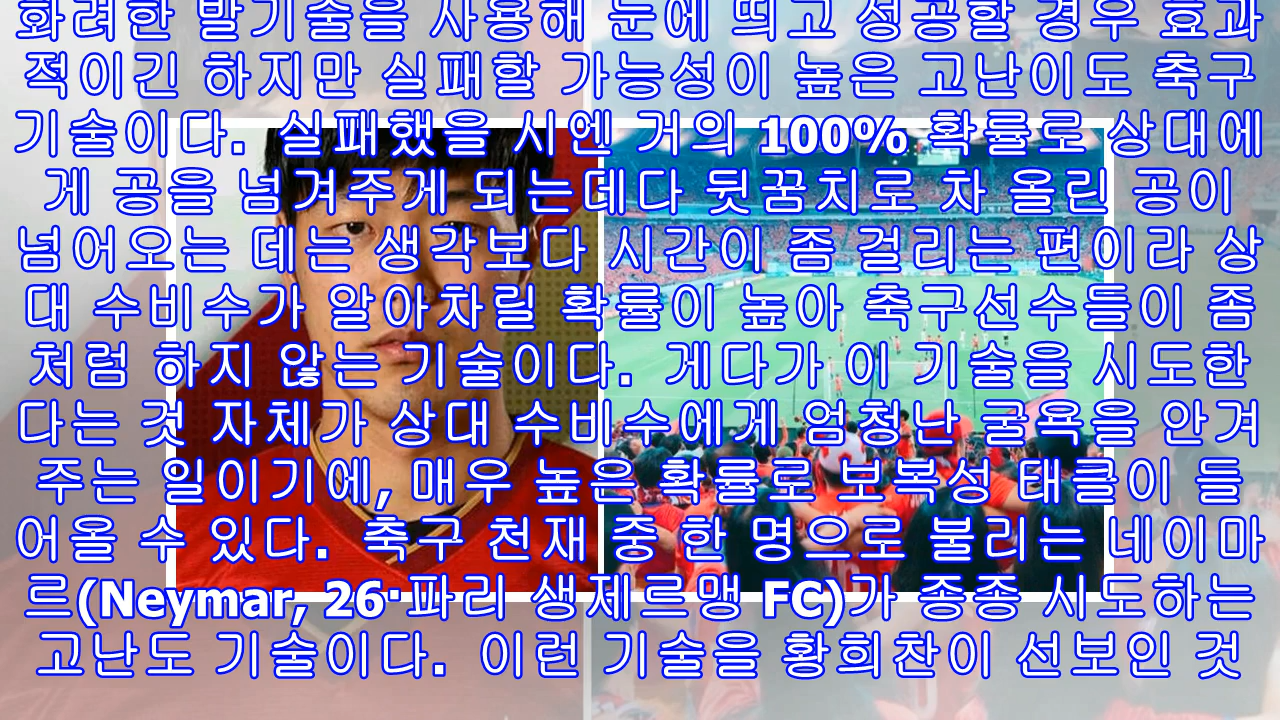 화려한 발기술을 사용해 눈에 띄고 성공할 경우 효과
적이긴 하지만 실패할 가능성이 높은 고난이도 축구
기술이다. 실패했을 시엔 거의 100% 확률로 상대에
게 공을 넘겨주게 되는데다 뒷꿈치로 차 올린 공이
넘어오는 데는 생각보다 시간이 좀 걸리는 편이라 상
대 수비수가 알아차릴 확률이 높아 축구선수들이 좀
처럼 하지 않는 기술이다. 게다가 이 기술을 시도한
다는 것 자체가 상대 수비수에게 엄청난 굴욕을 안겨
주는 일이기에, 매우 높은 확률로 보복성 태클이 들
어올 수 있다. 축구 천재 중 한 명으로 불리는 네이마
르(Neymar, 26·파리 생제르맹 FC)가 종종 시도하는
고난도 기술이다. 이런 기술을 황희찬이 선보인 것